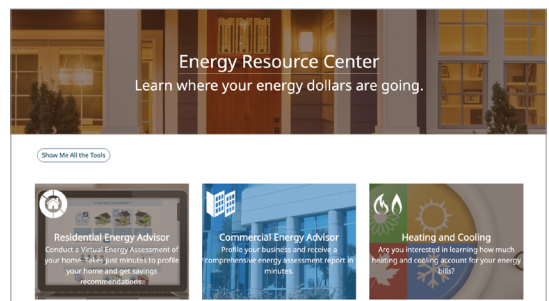 Energy Resource Center
Learn where your energy dollars are going.
Show Me All the Tools
Residential Energy Advisor
Conduct a Virtual Energy Assessment of
your home. Takes just minutes to profile
your home and get savings
recommendations.
Commercial Energy Advisor
Profile your business and receive a
comprehensive energy assessment report in
minutes.
Heating and Cooling
Are you interested in learning how much
heating and cooling account for your energy
bills?